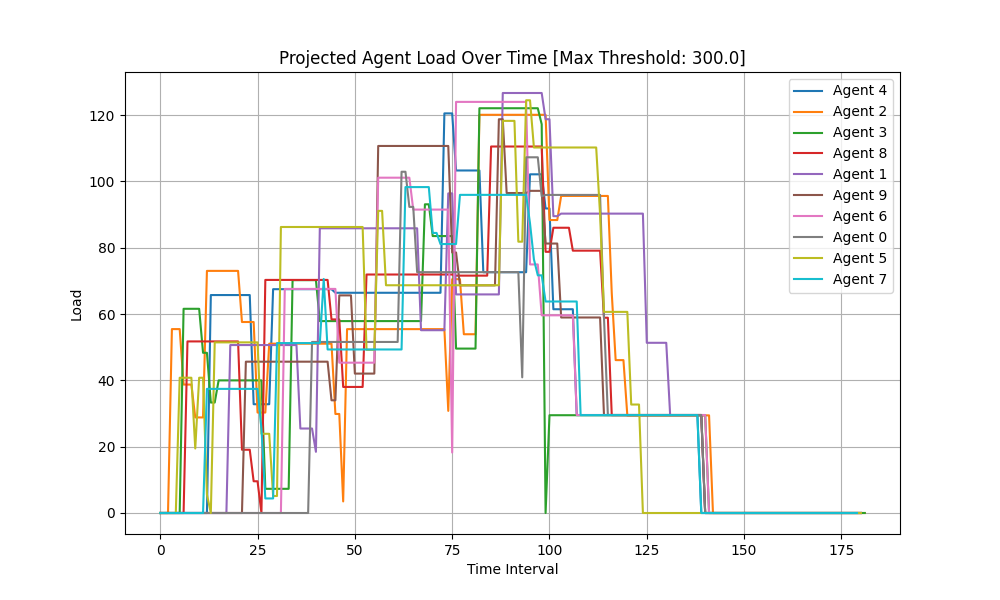 Projected Agent Load Over Time [Max Threshold: 300.0]
Load
120
100
80
60
40
20
0
0 25 50 75 100 125 150 175
Time Interval
Agent 4
Agent 2
Agent 3
Agent 8
Agent 1
Agent 9
Agent 6
Agent 0
Agent 5
Agent 7